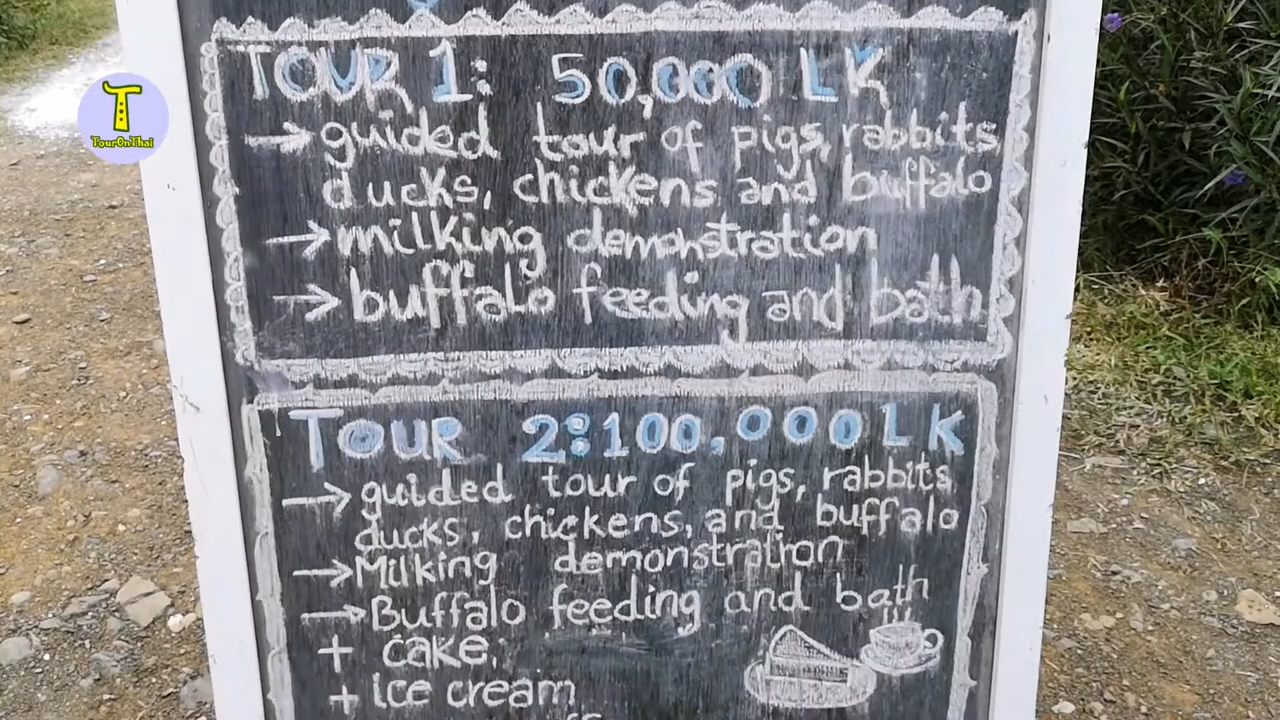 TOUR 1: 50,000 LK
→ guided tour of pigs, rabbits,
ducks, chickens and buffalo
→ milking demonstration
→ buffalo feeding and bath
TOUR 2: 100,000 LK
→ guided tour of pigs, rabbits,
ducks, chickens, and buffalo
→ Milking demonstration
→ Buffalo feeding and bath
+ cake,
+ ice cream
T
TourOnThai